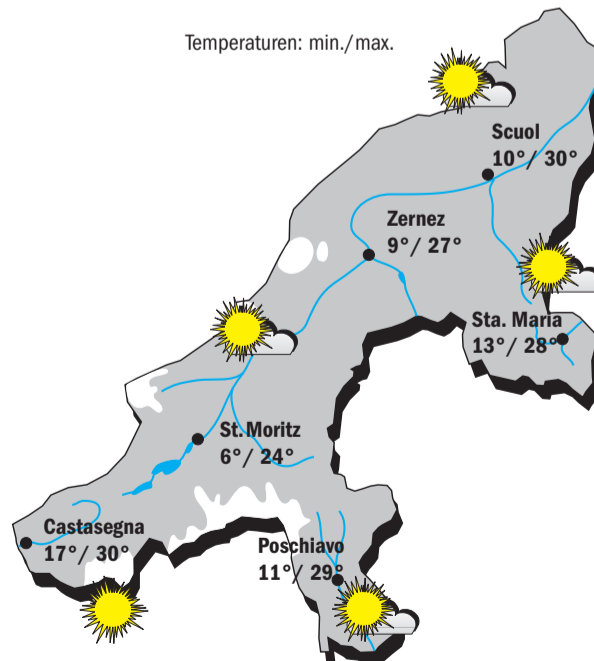 Temperaturen: min./max.
Scuol
10°/ 30°
Zernez
9°/ 27°
Sta. Maria
13°/ 28°
St. Moritz
6°/ 24°
Castasegna
17°/ 30°
Poschiavo
11°/ 29°